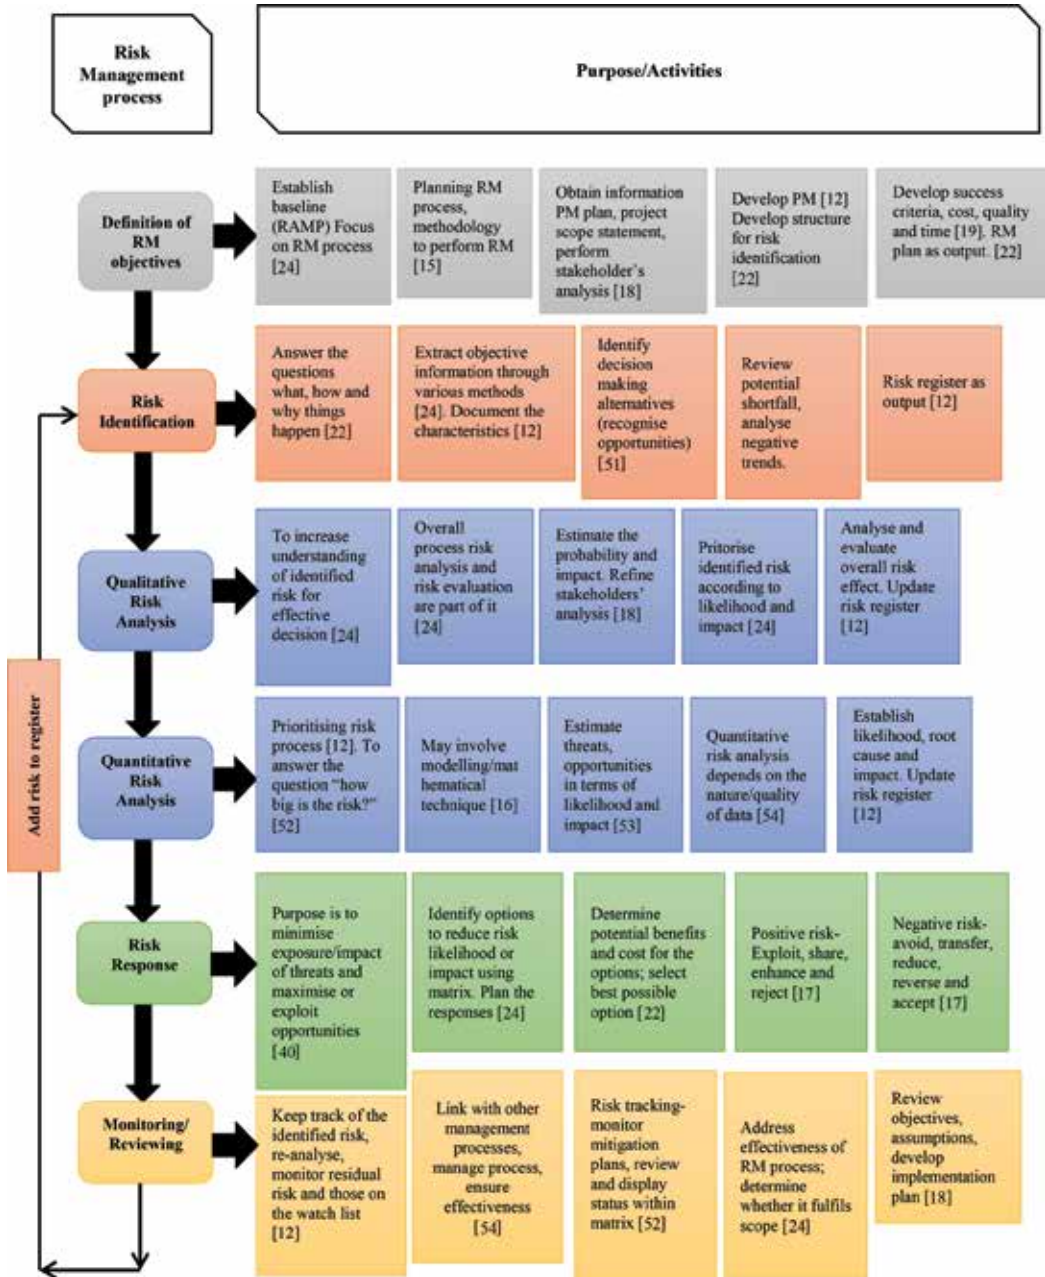 Risk
Management
process
Purpose/Activities
Definition of
RM
objectives
Establish
baseline
(RAMP) Focus
on RM process
[24]
Planning RM
process,
methodology
to perform RM
[15]
Obtain information
PM plan, project
scope statement,
perform
stakeholder's
analysis [18]
Develop PM [12]
Develop structure
for risk
identification
[22]
Develop success
criteria, cost, quality
and time [19]. RM
plan as output. [22]
Risk
Identification
Answer the
questions
what, how and
why things
happen [22]
Extract objective
information through
various methods
[24]. Document the
characteristics [12]
Identify
decision
making
alternatives
(recognise
opportunities)
[51]
Review
potential
shortfall,
analyse
negative
trends.
Risk register as
output [12]
Qualitative
Risk
Analysis
To increase
understanding
of identified
risk for
effective
decision [24]
Overall
process risk
analysis and
risk evaluation
are part of it
[24]
Estimate the
probability and
impact. Refine
stakeholders'
analysis [18]
Pritorise
identified risk
according to
likelihood and
impact [24]
Analyse and
evaluate
overall risk
effect. Update
risk register
[12]
Add risk to register
Quantitative
Risk
Analysis
Prioritising risk
process [12]. To
answer the
question "how
big is the risk?"
[52]
May involve
modelling/mat
hematical
technique [16]
Estimate
threats,
opportunities
in terms of
likelihood and
impact [53]
Quantitative
risk analysis
depends on the
nature/quality
of data [54]
Establish
likelihood, root
cause and
impact. Update
risk register
[12]
Risk
Response
Purpose is to
minimise
exposure/impact
of threats and
maximise or
exploit
opportunities
[40]
Identify options
to reduce risk
likelihood or
impact using
matrix. Plan the
responses [24]
Determine
potential benefits
and cost for the
options; select
best possible
option [22]
Positive risk-
Exploit, share,
enhance and
reject [17]
Negative risk-
avoid, transfer,
reduce,
reverse and
accept [17]
Monitoring/
Reviewing
Keep track of the
identified risk,
re-analyse,
monitor residual
risk and those on
the watch list
[12]
Link with other
management
processes,
manage process,
ensure
effectiveness
[54]
Risk tracking-
monitor
mitigation
plans, review
and display
status within
matrix [52]
Address
effectiveness of
RM process;
determine
whether it fulfils
scope [24]
Review
objectives,
assumptions,
develop
implementation
plan [18]